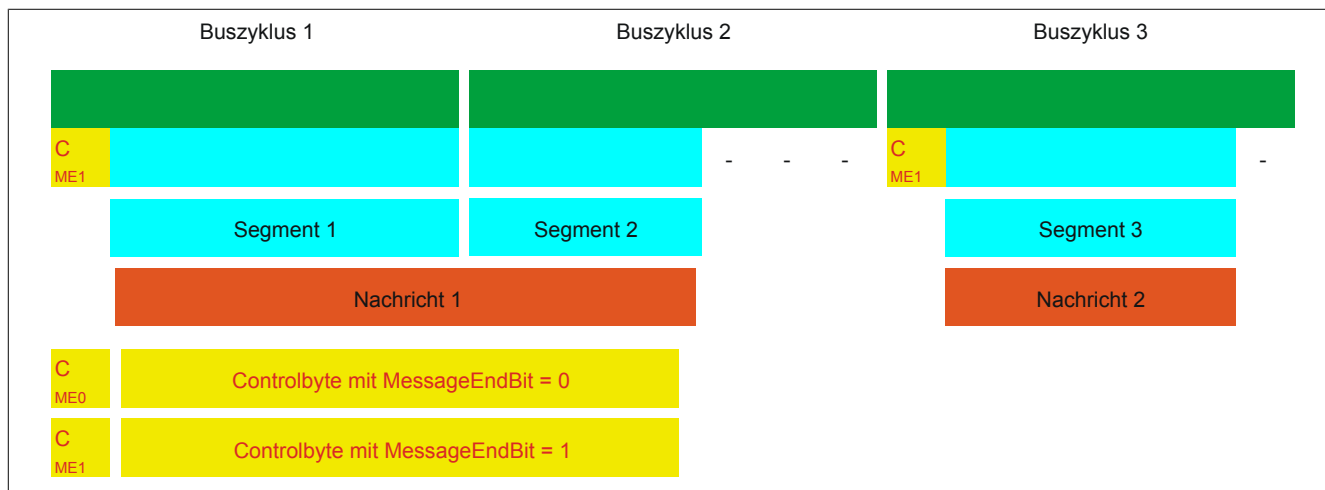 Buszyklus 1 Buszyklus 2 Buszyklus 3
C
ME1
- - -
C
ME1
-
Segment 1 Segment 2 Segment 3
Nachricht 1 Nachricht 2
C
ME0
Controlbyte mit MessageEndBit = 0
C
ME1
Controlbyte mit MessageEndBit = 1